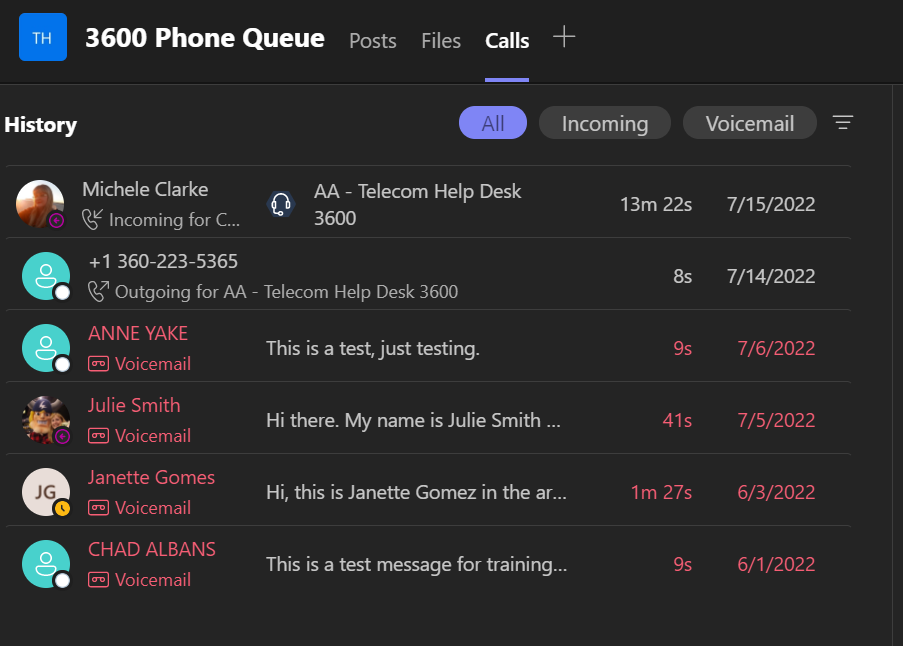 TH 3600 Phone Queue Posts Files Calls
History All Incoming Voicemail
Michele Clarke
Incoming for C...
AA - Telecom Help Desk
3600
13m 22s 7/15/2022
+1 360-223-5365
Outgoing for AA - Telecom Help Desk 3600
8s 7/14/2022
ANNE YAKE
Voicemail
This is a test, just testing.
9s 7/6/2022
Julie Smith
Voicemail
Hi there. My name is Julie Smith ...
41s 7/5/2022
Janette Gomes
JG
Voicemail
Hi, this is Janette Gomez in the ar...
1m 27s 6/3/2022
CHAD ALBANS
Voicemail
This is a test message for training...
9s 6/1/2022